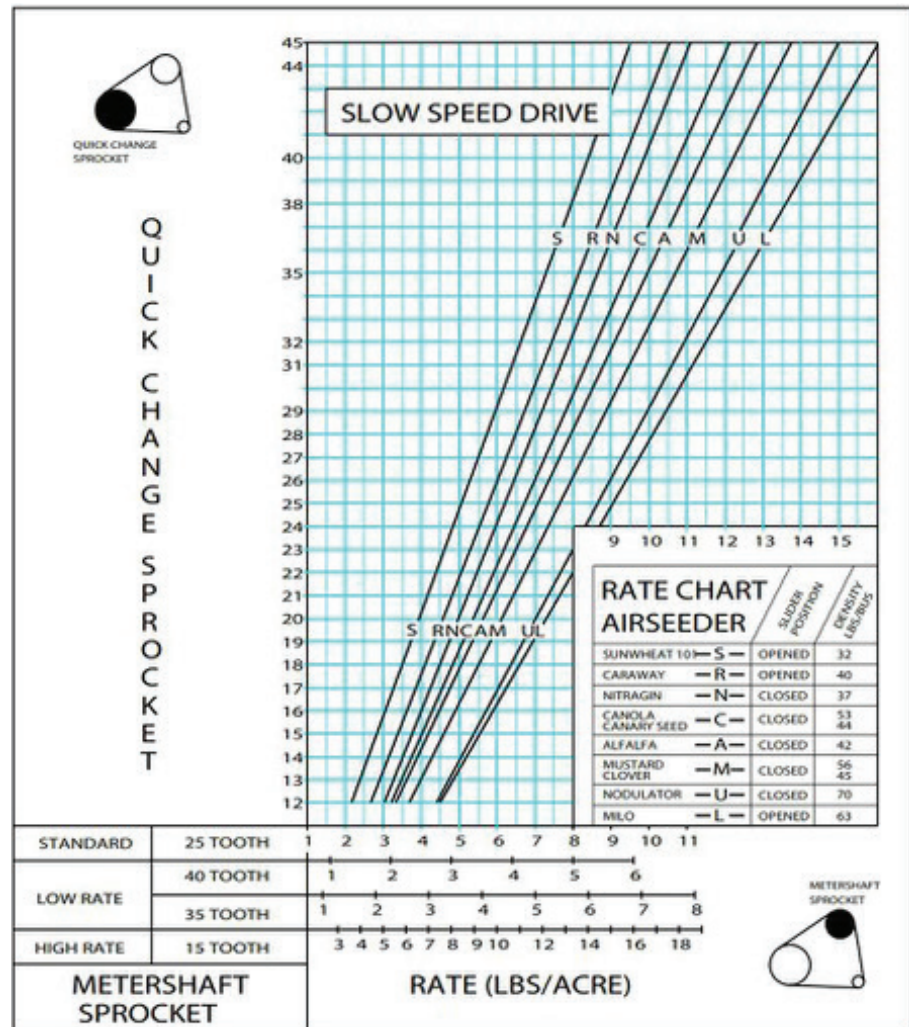 QUICK CHANGE
SPROCKET
SLOW SPEED DRIVE
QUICK CHANGE SPROCKET
45
44
40
38
35
32
31
29
28
27
26
25
24
23
22
21
20
19
18
17
16
15
14
13
12
S R N C A M U L
S R N C A M U L
9 10 11 12 13 14 15
RATE CHART
AIRSEEDER
SLIDER
POSITION
DENSITY
LBS/BUS
SUNWHEAT 101 —S— OPENED 32
CARAWAY —R— OPENED 40
NITRAGIN —N— CLOSED 37
CANOLA
CANARY SEED —C— CLOSED 53
44
ALFALFA —A— CLOSED 42
MUSTARD
CLOVER —M— CLOSED 56
45
NODULATOR —U— CLOSED 70
MILO —L— OPENED 63
STANDARD 25 TOOTH 1 2 3 4 5 6 7 8 9 10 11
LOW RATE
40 TOOTH 1 2 3 4 5 6
35 TOOTH 1 2 3 4 5 6 7 8
HIGH RATE 15 TOOTH 3 4 5 6 7 8 9 10 12 14 16 18
METERSHAFT
SPROCKET
RATE (LBS/ACRE)
METERSHAFT
SPROCKET